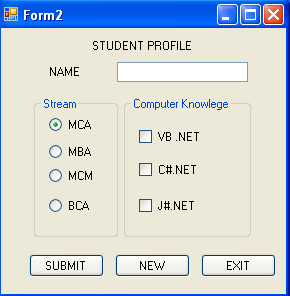 Form2
STUDENT PROFILE
NAME
Stream
MCA
MBA
MCM
BCA
Computer Knowlege
VB .NET
C#.NET
J#.NET
SUBMIT NEW EXIT